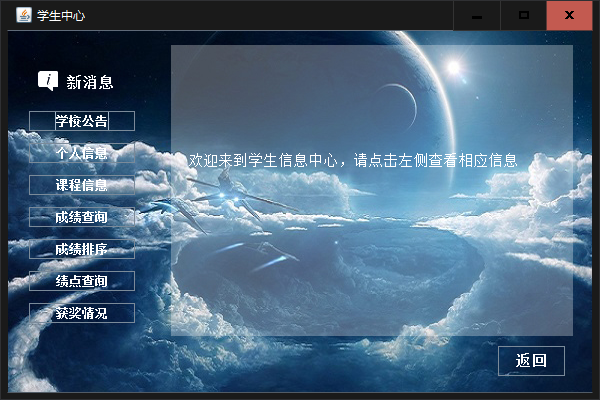 学生中心
新消息
学校公告
个人信息
课程信息
成绩查询
成绩排序
绩点查询
获奖情况
欢迎来到学生信息中心，请点击左侧查看相应信息
返回